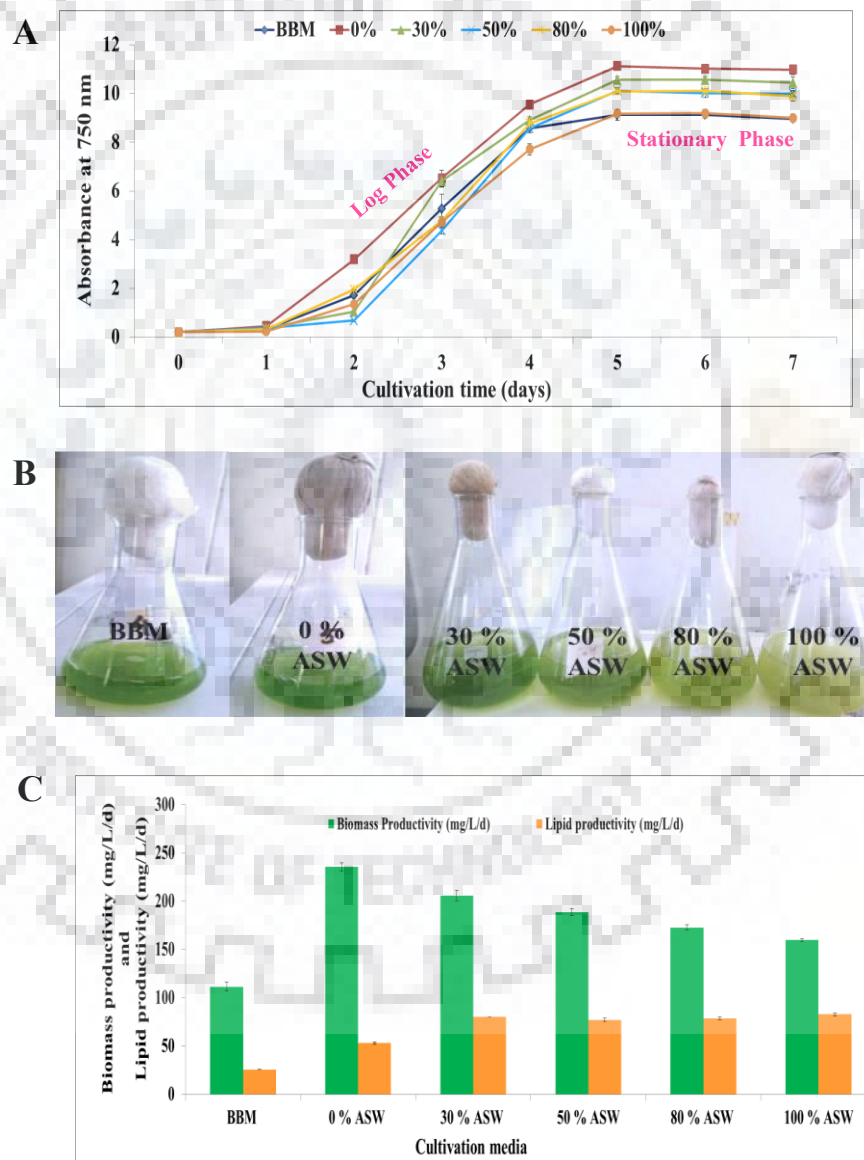 A
BBM 0% 30% 50% 80% 100%
12
10
8
6
4
2
0
Absorbance at 750 nm
Log Phase
Stationary Phase
0 1 2 3 4 5 6 7
Cultivation time (days)
B
BBM
0 %
ASW
30 %
ASW
50 %
ASW
80 %
ASW
100 %
ASW
C
Biomass productivity (mg/L/d)
and
Lipid productivity (mg/L/d)
300
250
200
150
100
50
0
Biomass Productivity (mg/L/d) Lipid productivity (mg/L/d)
BBM 0 % ASW 30 % ASW 50 % ASW 80 % ASW 100 % ASW
Cultivation media